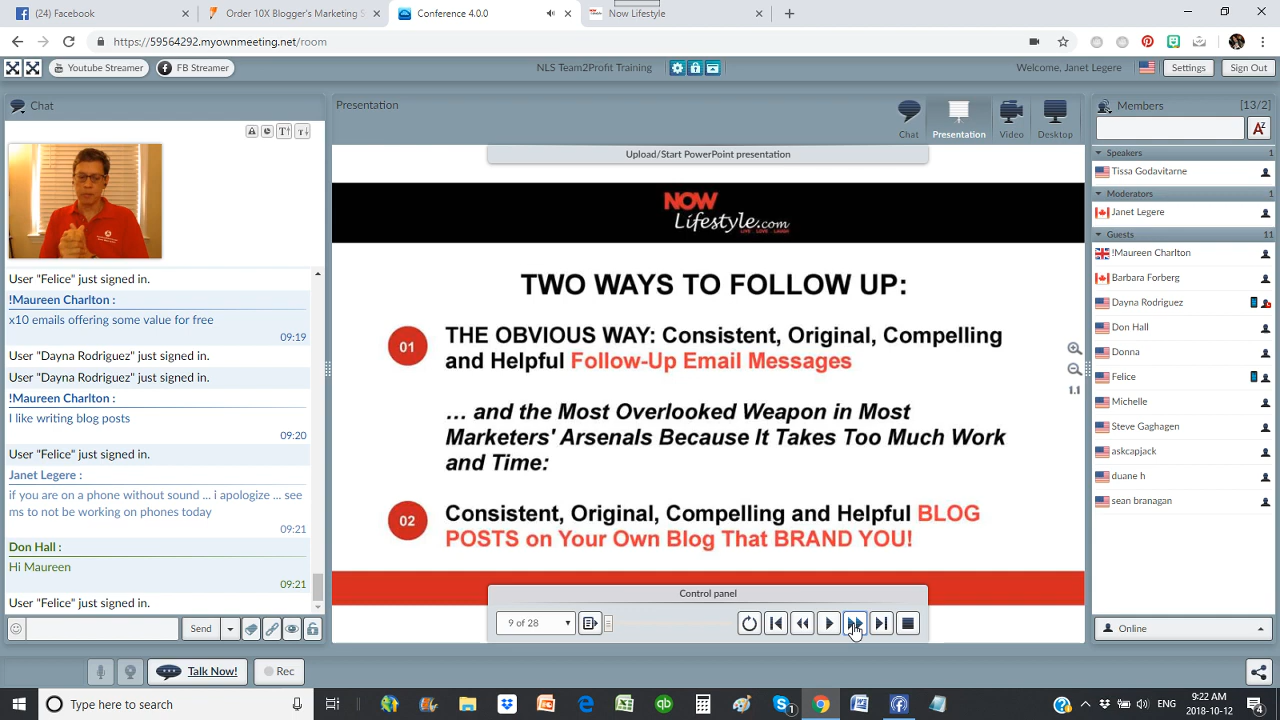 (24) Facebook
Order 10X Blogger's Marketing S
Conference 4.0.0
Now Lifestyle
https://59564292.myownmeeting.net/room
Youtube Streamer
FB Streamer
NLS Team2Profit Training
Welcome, Janet Legere
Settings
Sign Out
Chat
Presentation
Chat
Presentation
Video
Desktop
Members
[13/2]
Upload/Start PowerPoint presentation
Speakers 1
Tissa Godavitarne
Moderators 1
Janet Legere
Guests 11
!Maureen Charlton
Barbara Forberg
Dayna Rodriguez
Don Hall
Donna
Felice
Michelle
Steve Gaghagen
askcapjack
duane h
sean branagan
Online
User "Felice" just signed in.
!Maureen Charlton :
x10 emails offering some value for free
09:19
User "Dayna Rodriguez" just signed in.
User "Dayna Rodriguez" just signed in.
!Maureen Charlton :
I like writing blog posts
09:20
User "Felice" just signed in.
Janet Legere :
if you are on a phone without sound ... i apologize ... see
ms to not be working on phones today
09:21
Don Hall :
Hi Maureen
09:21
User "Felice" just signed in.
Send
Talk Now!
Rec
NOW
Lifestyle.com
LIVE LOVE LAUGH
TWO WAYS TO FOLLOW UP:
01
THE OBVIOUS WAY: Consistent, Original, Compelling
and Helpful Follow-Up Email Messages
… and the Most Overlooked Weapon in Most
Marketers' Arsenals Because It Takes Too Much Work
and Time:
02
Consistent, Original, Compelling and Helpful BLOG
POSTS on Your Own Blog That BRAND YOU!
1.1
Control panel
9 of 28
Type here to search
ENG
9:22 AM
2018-10-12